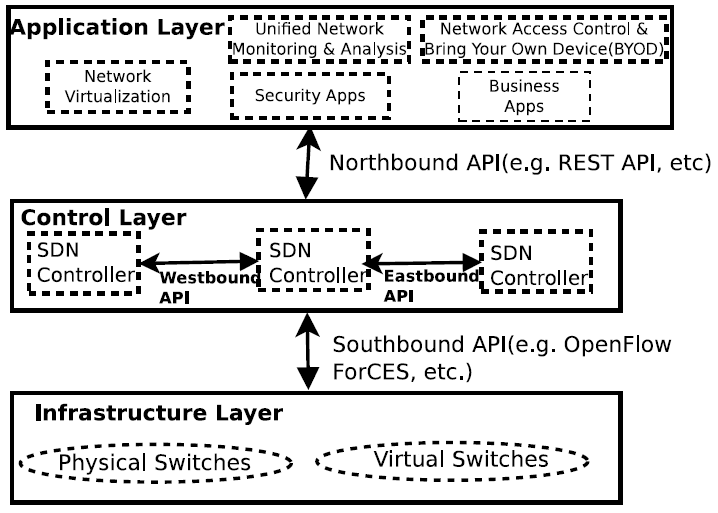 Application Layer
Unified Network
Monitoring & Analysis
Network Access Control &
Bring Your Own Device(BYOD)
Network
Virtualization
Security Apps
Business
Apps
Northbound API(e.g. REST API, etc)
Control Layer
SDN
Controller
Westbound
API
SDN
Controller
Eastbound
API
SDN
Controller
Southbound API(e.g. OpenFlow
ForCES, etc.)
Infrastructure Layer
Physical Switches
Virtual Switches